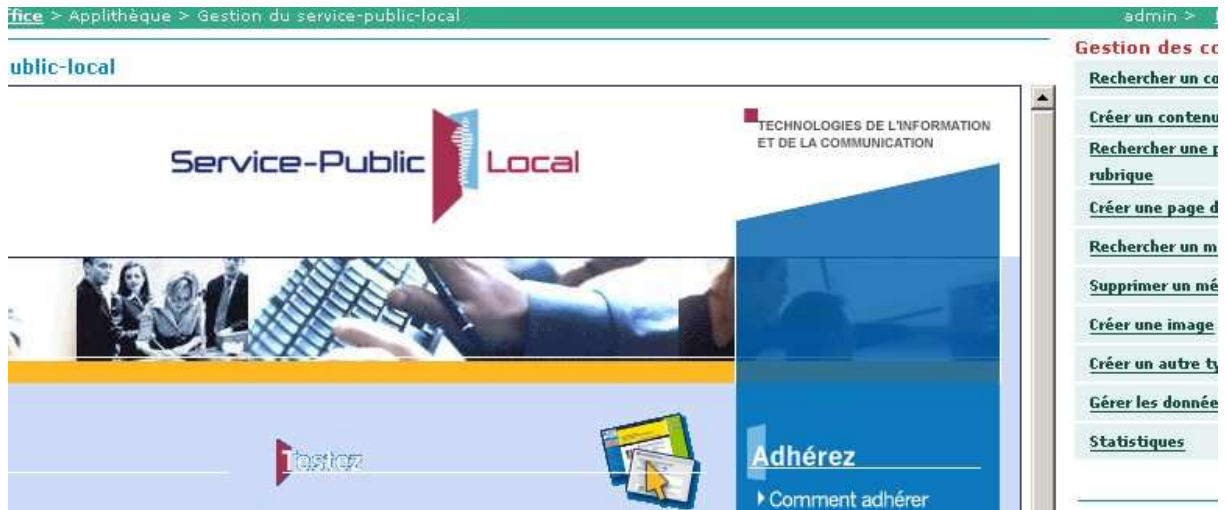 ffice > Applithèque > Gestion du service-public-local
admin >
ublic-local
Service-Public Local
TECHNOLOGIES DE L'INFORMATION
ET DE LA COMMUNICATION
Testez
Adhérez
Comment adhérer
Gestion des co
Rechercher un co
Créer un contenu
Rechercher une p
rubrique
Créer une page d
Rechercher un m
Supprimer un mé
Créer une image
Créer un autre ty
Gérer les donnée
Statistiques